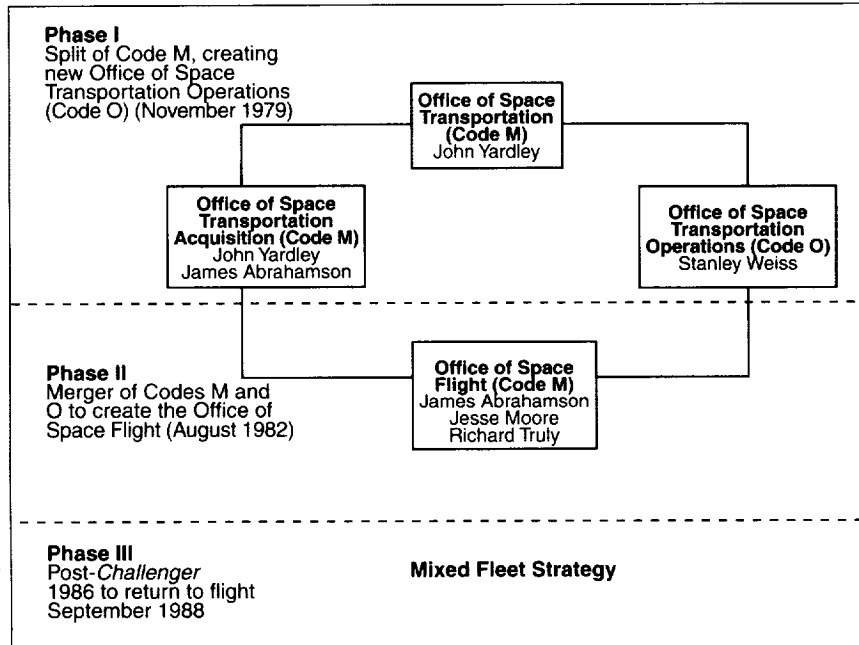 Phase I
Split of Code M, creating
new Office of Space
Transportation Operations
(Code O) (November 1979)
Office of Space
Transportation
(Code M)
John Yardley
Office of Space
Transportation
Acquisition (Code M)
John Yardley
James Abrahamson
Office of Space
Transportation
Operations (Code O)
Stanley Weiss
Phase II
Merger of Codes M and
O to create the Office of
Space Flight (August 1982)
Office of Space
Flight (Code M)
James Abrahamson
Jesse Moore
Richard Truly
Phase III
Post-Challenger
1986 to return to flight
September 1988
Mixed Fleet Strategy